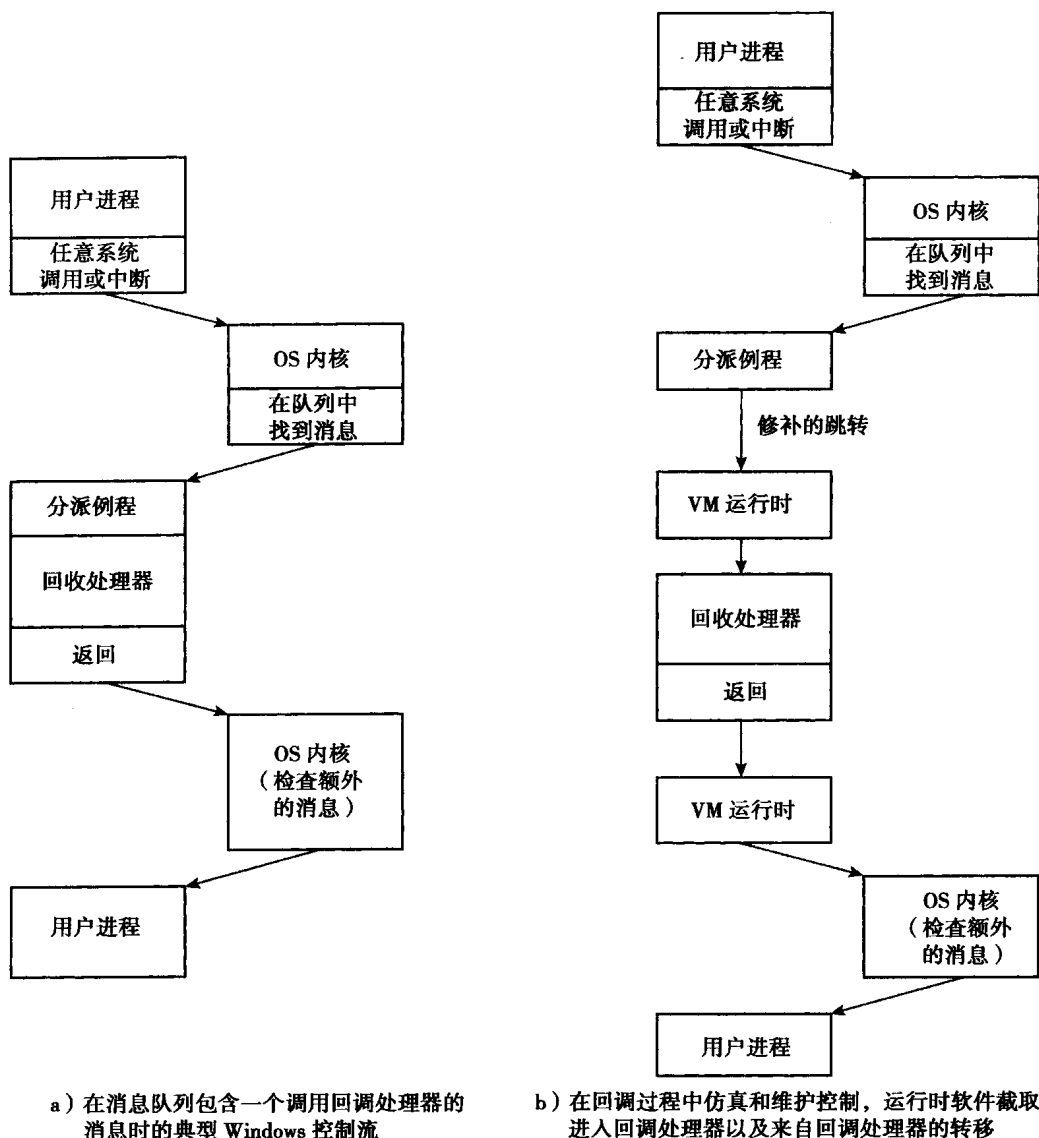 用户进程
任意系统
调用或中断
OS 内核
在队列中
找到消息
分派例程
回收处理器
返回
OS 内核
（检查额外
的消息）
用户进程
a）在消息队列包含一个调用回调处理器的
消息时的典型 Windows 控制流
用户进程
任意系统
调用或中断
OS 内核
在队列中
找到消息
分派例程
修补的跳转
VM 运行时
回收处理器
返回
VM 运行时
OS 内核
（检查额外
的消息）
用户进程
b）在回调过程中仿真和维护控制，运行时软件截取
进入回调处理器以及来自回调处理器的转移